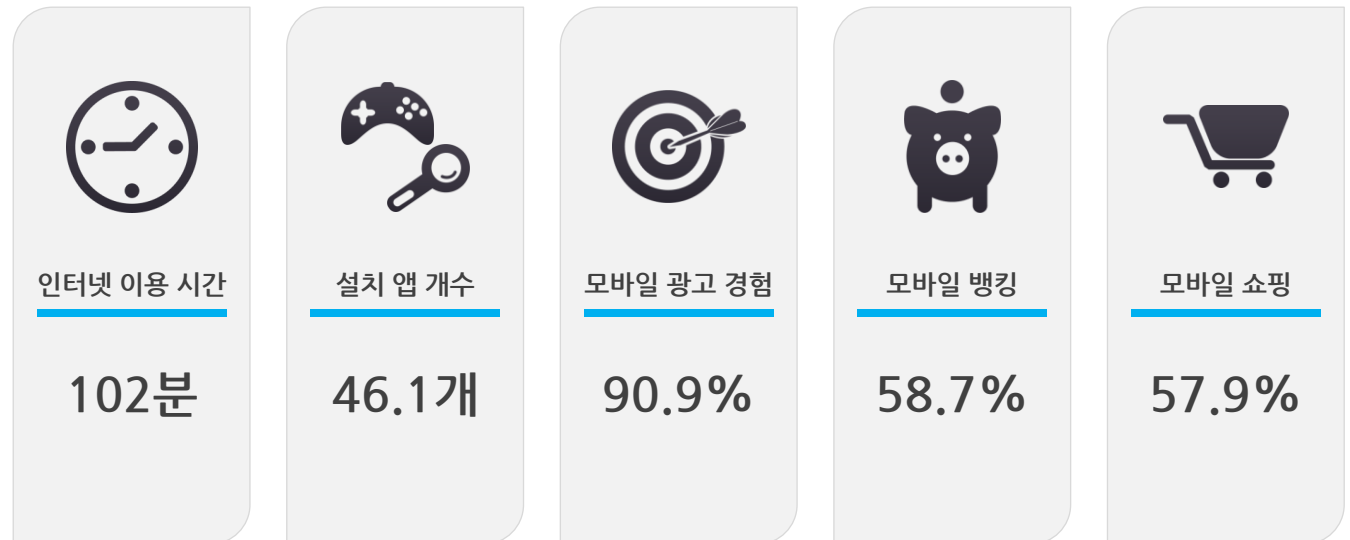 인터넷 이용 시간
102분
설치 앱 개수
46.1개
모바일 광고 경험
90.9%
모바일 뱅킹
58.7%
모바일 쇼핑
57.9%